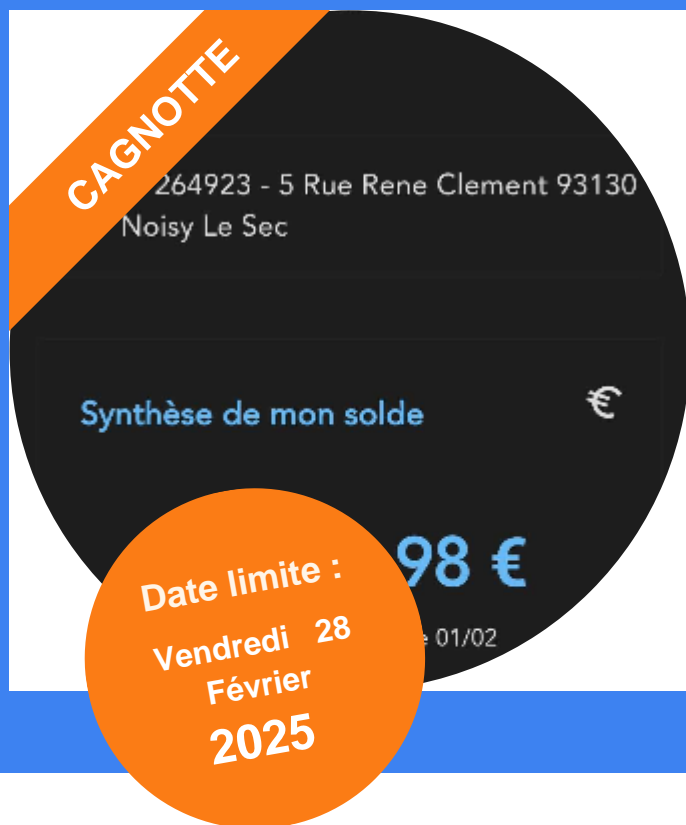 CAGNOTTE
264923 - 5 Rue Rene Clement 93130
Noisy Le Sec
Synthèse de mon solde
€
98 €
01/02
Date limite :
Vendredi 28
Février
2025